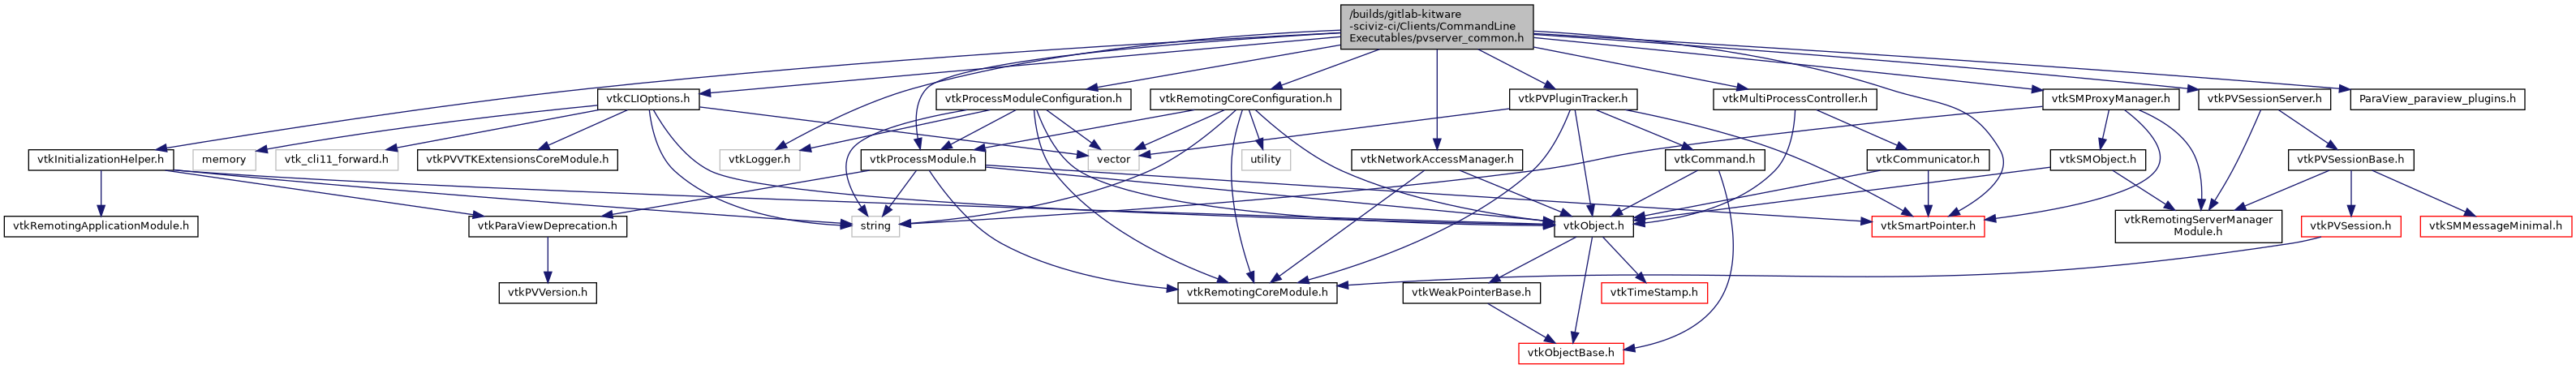 /builds/gitlab-kitware
-sciviz-ci/Clients/CommandLine
Executables/pvserver_common.h
vtkCLIOptions.h
vtkProcessModuleConfiguration.h
vtkRemotingCoreConfiguration.h
vtkPVPluginTracker.h
vtkMultiProcessController.h
vtkSMProxyManager.h
vtkPVSessionServer.h
ParaView_paraview_plugins.h
vtkInitializationHelper.h
memory
vtk_cli11_forward.h
vtkPVVTKExtensionsCoreModule.h
vtkLogger.h
vtkProcessModule.h
vector
utility
vtkNetworkAccessManager.h
vtkCommand.h
vtkCommunicator.h
vtkSMObject.h
vtkPVSessionBase.h
vtkRemotingApplicationModule.h
vtkParaViewDeprecation.h
string
vtkObject.h
vtkSmartPointer.h
vtkRemotingServerManager
Module.h
vtkPVSession.h
vtkSMMessageMinimal.h
vtkPVVersion.h
vtkRemotingCoreModule.h
vtkWeakPointerBase.h
vtkTimeStamp.h
vtkObjectBase.h